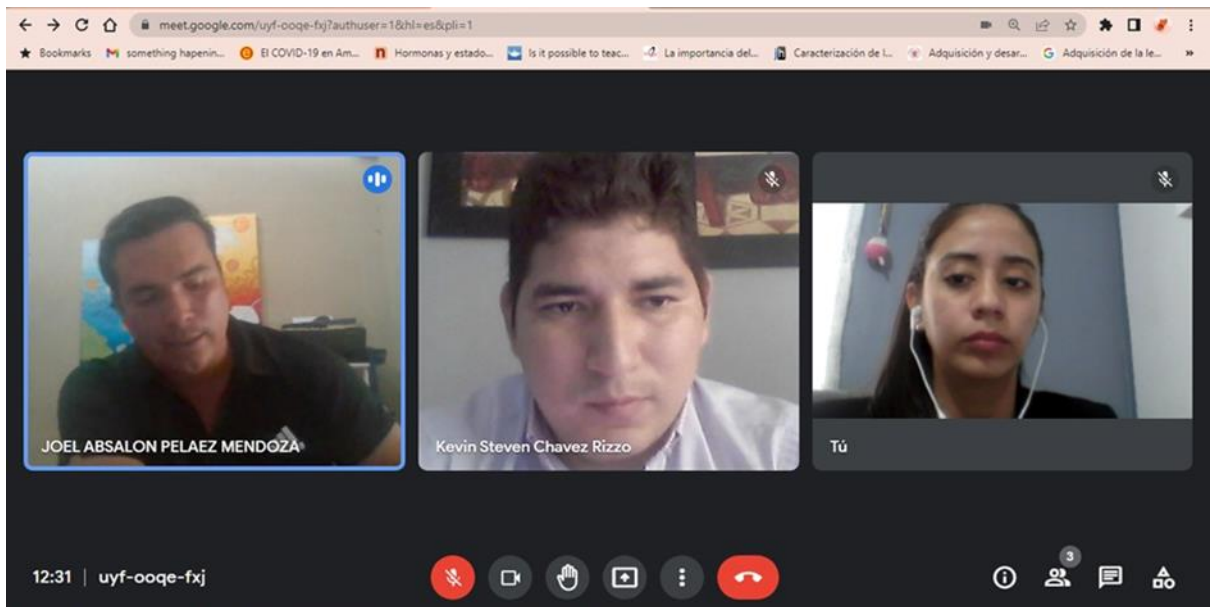 meet.google.com/uyf-ooqe-fxj?authuser=1&hl=es&pli=1
Bookmarks something hapenin... El COVID-19 en Am... Hormonas y estado... Is it possible to teac... La importancia del... Caracterización de l... Adquisición y desar... Adquisición de la le...
JOEL ABSALON PELAEZ MENDOZA
Kevin Steven Chavez Rizzo
Tú
12:31 | uyf-ooqe-fxj
3